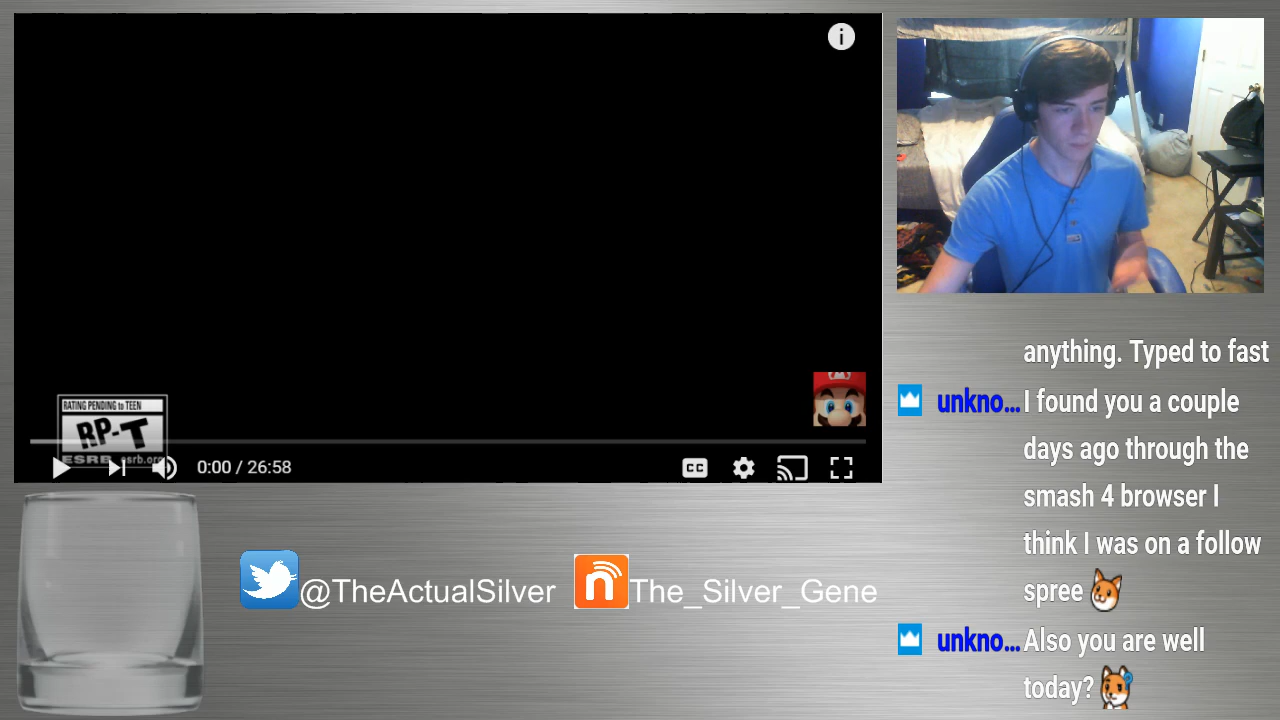 i
RATING PENDING to TEEN
RP-T
ESRB esrb.org
0:00 / 26:58
CC
@TheActualSilver
The_Silver_Gene
anything. Typed to fast
unkno... I found you a couple
days ago through the
smash 4 browser I
think I was on a follow
spree
unkno... Also you are well
today?